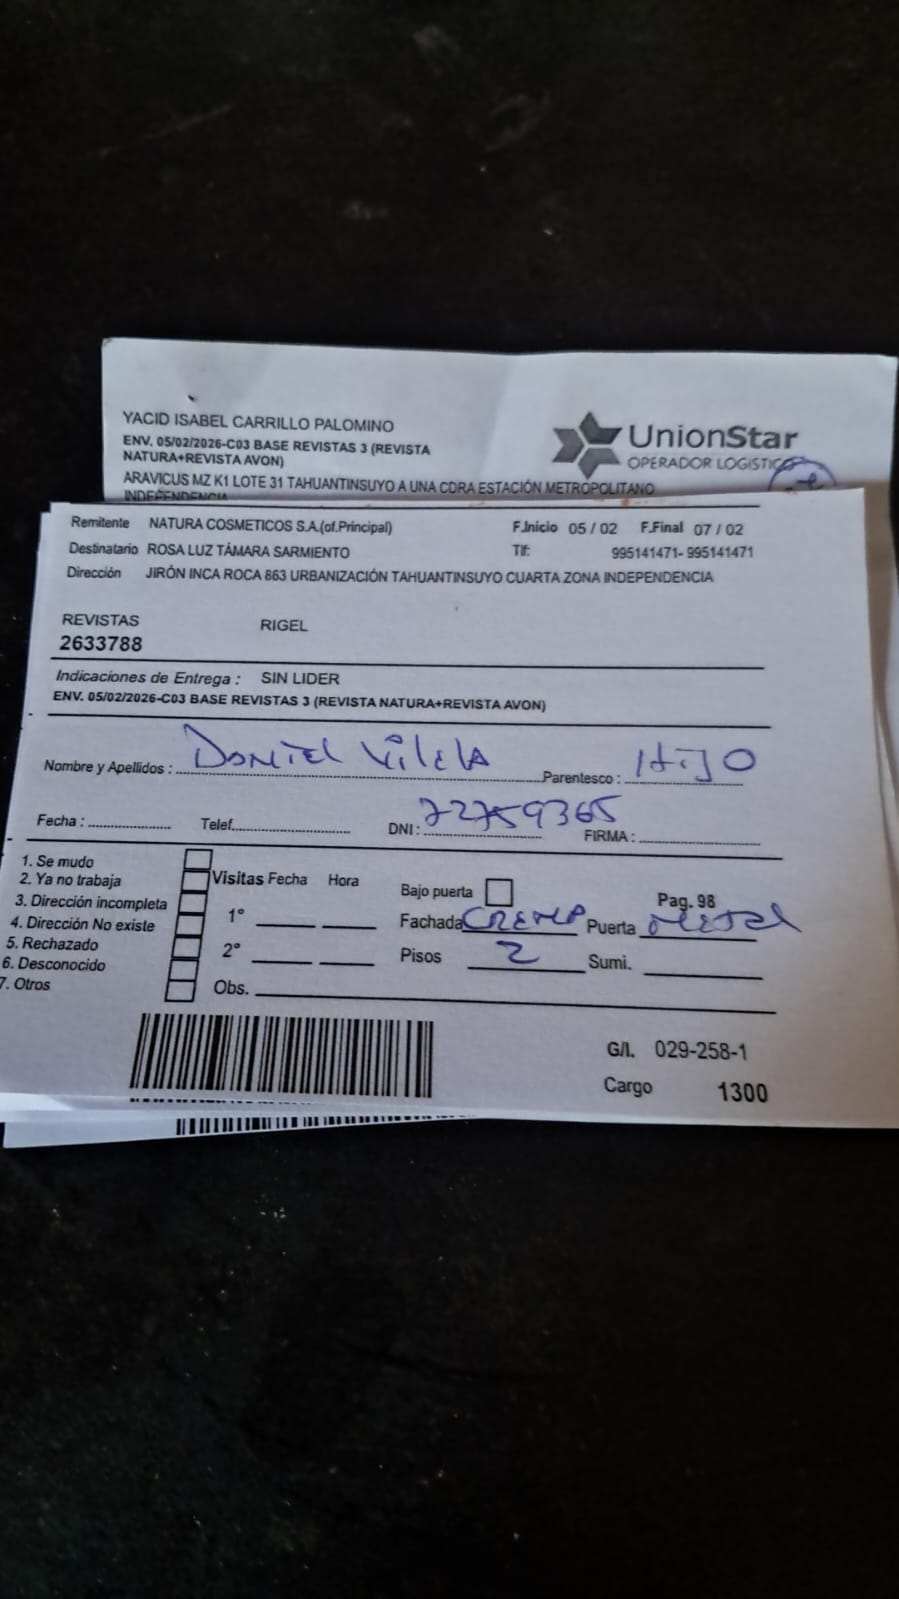 YACID ISABEL CARRILLO PALOMINO
ENV. 05/02/2026-C03 BASE REVISTAS 3 (REVISTA
NATURA+REVISTA AVON)
UnionStar
OPERADOR LOGISTICO
ARAVICUS MZ K1 LOTE 31 TAHUANTINSUYO A UNA CDRA ESTACIÓN METROPOLITANO
INDEPENDENCIA
Remitente NATURA COSMETICOS S.A.(of.Principal) F.Inicio 05 / 02 F.Final 07 / 02
Destinatario ROSA LUZ TÁMARA SARMIENTO Tlf: 995141471- 995141471
Dirección JIRÓN INCA ROCA 863 URBANIZACIÓN TAHUANTINSUYO CUARTA ZONA INDEPENDENCIA
REVISTAS RIGEL
2633788
Indicaciones de Entrega : SIN LIDER
ENV. 05/02/2026-C03 BASE REVISTAS 3 (REVISTA NATURA+REVISTA AVON)
Nombre y Apellidos : Daniel Vilela Parentesco : Hijo
Fecha : Telef. DNI : 72759365 FIRMA :
1. Se mudo
2. Ya no trabaja
3. Dirección incompleta
4. Dirección No existe
5. Rechazado
6. Desconocido
7. Otros
Visitas Fecha Hora
1°
2°
Obs.
Bajo puerta Pag. 98
Fachada CREMA Puerta Metal
Pisos 2 Sumi.
G/I. 029-258-1
Cargo 1300